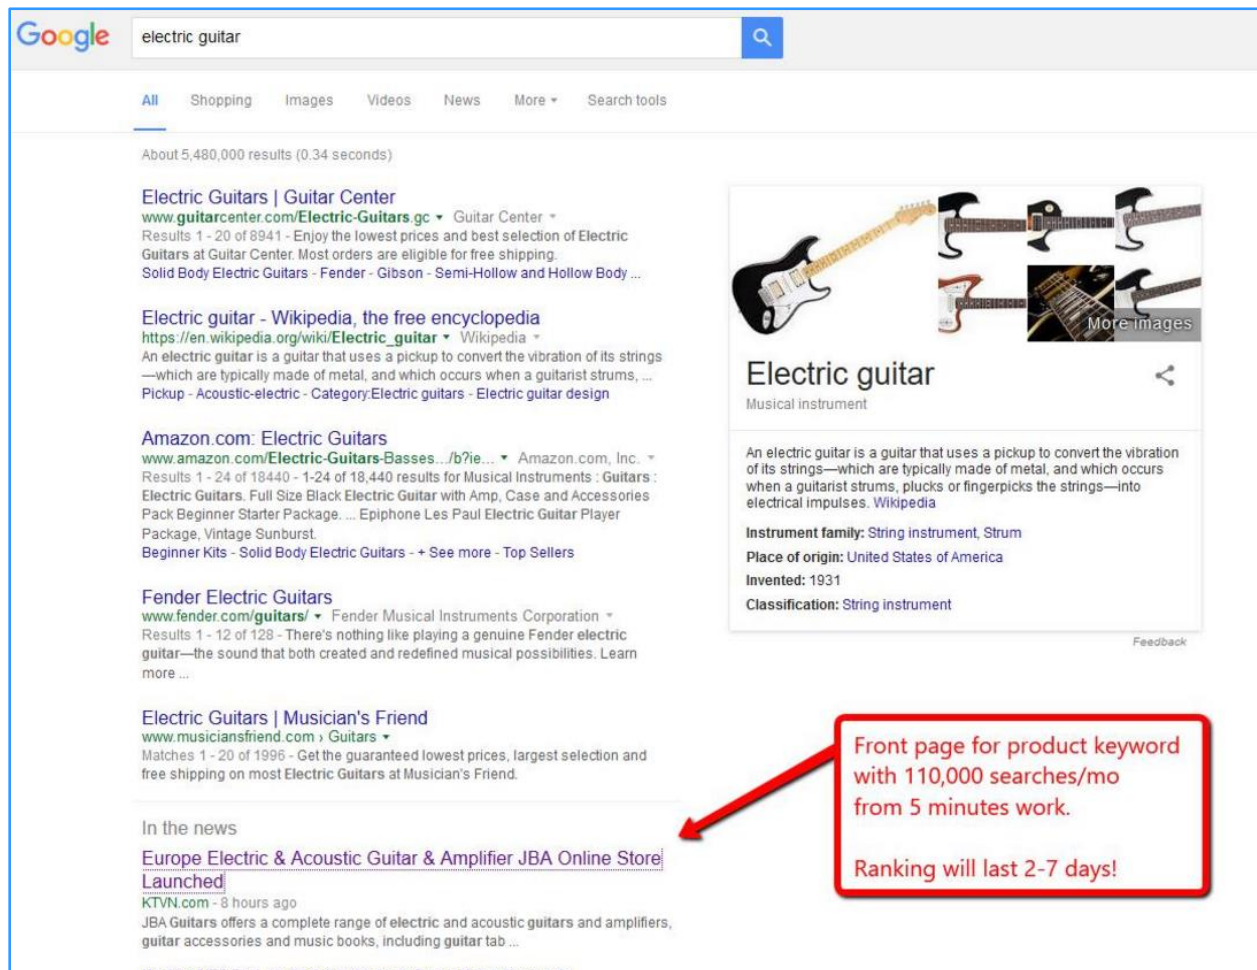 Google
electric guitar
All Shopping Images Videos News More Search tools
About 5,480,000 results (0.34 seconds)
Electric Guitars | Guitar Center
www.guitarcenter.com/Electric-Guitars.gc Guitar Center
Results 1 - 20 of 8941 - Enjoy the lowest prices and best selection of Electric
Guitars at Guitar Center. Most orders are eligible for free shipping.
Solid Body Electric Guitars - Fender - Gibson - Semi-Hollow and Hollow Body ...
Electric guitar - Wikipedia, the free encyclopedia
https://en.wikipedia.org/wiki/Electric_guitar Wikipedia
An electric guitar is a guitar that uses a pickup to convert the vibration of its strings
—which are typically made of metal, and which occurs when a guitarist strums, ...
Pickup - Acoustic-electric - Category:Electric guitars - Electric guitar design
Amazon.com: Electric Guitars
www.amazon.com/Electric-Guitars-Basses.../b?ie... Amazon.com, Inc.
Results 1 - 24 of 18440 - 1-24 of 18,440 results for Musical Instruments : Guitars :
Electric Guitars. Full Size Black Electric Guitar with Amp, Case and Accessories
Pack Beginner Starter Package. ... Epiphone Les Paul Electric Guitar Player
Package, Vintage Sunburst.
Beginner Kits - Solid Body Electric Guitars - + See more - Top Sellers
Fender Electric Guitars
www.fender.com/guitars/ Fender Musical Instruments Corporation
Results 1 - 12 of 128 - There's nothing like playing a genuine Fender electric
guitar—the sound that both created and redefined musical possibilities. Learn
more ...
Electric Guitars | Musician's Friend
www.musiciansfriend.com › Guitars
Matches 1 - 20 of 1996 - Get the guaranteed lowest prices, largest selection and
free shipping on most Electric Guitars at Musician's Friend.
In the news
Europe Electric & Acoustic Guitar & Amplifier JBA Online Store
Launched
KTVN.com - 8 hours ago
JBA Guitars offers a complete range of electric and acoustic guitars and amplifiers,
guitar accessories and music books, including guitar tab ...
More images
Electric guitar
Musical instrument
An electric guitar is a guitar that uses a pickup to convert the vibration
of its strings—which are typically made of metal, and which occurs
when a guitarist strums, plucks or fingerpicks the strings—into
electrical impulses. Wikipedia
Instrument family: String instrument, Strum
Place of origin: United States of America
Invented: 1931
Classification: String instrument
Feedback
Front page for product keyword
with 110,000 searches/mo
from 5 minutes work.
Ranking will last 2-7 days!